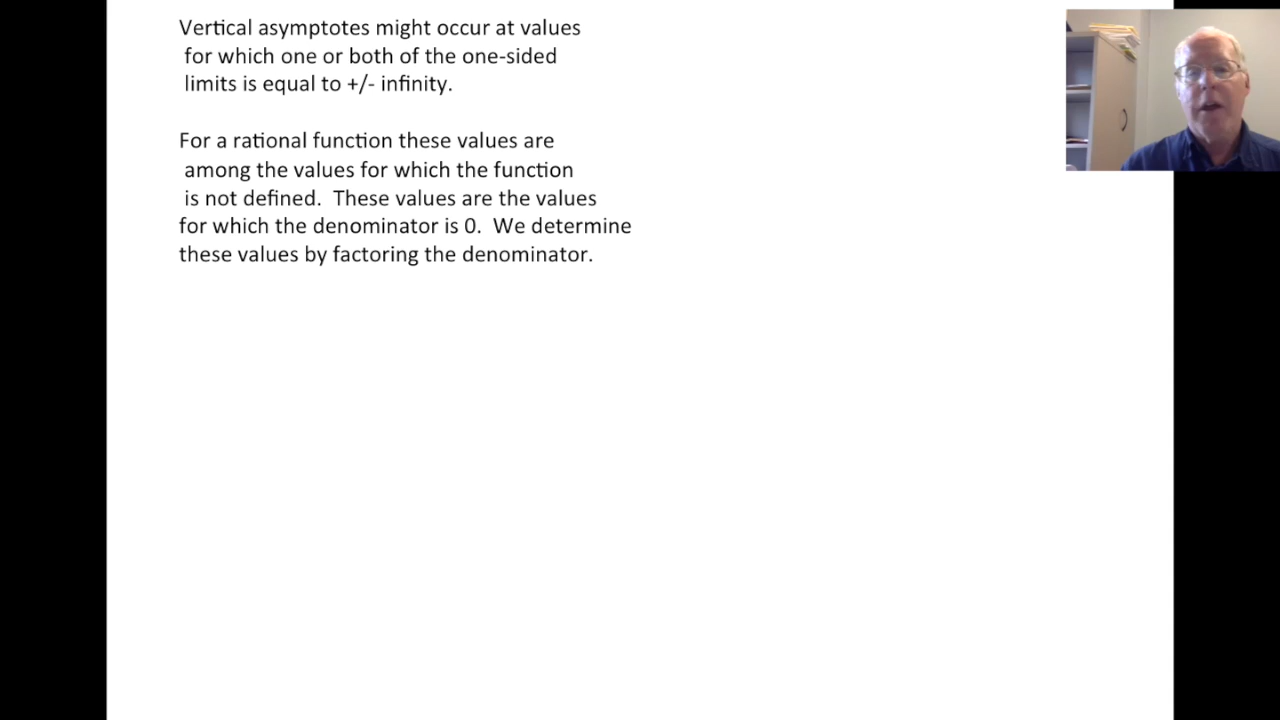 Vertical asymptotes might occur at values
for which one or both of the one-sided
limits is equal to +/- infinity.
For a rational function these values are
among the values for which the function
is not defined.  These values are the values
for which the denominator is 0.  We determine
these values by factoring the denominator.